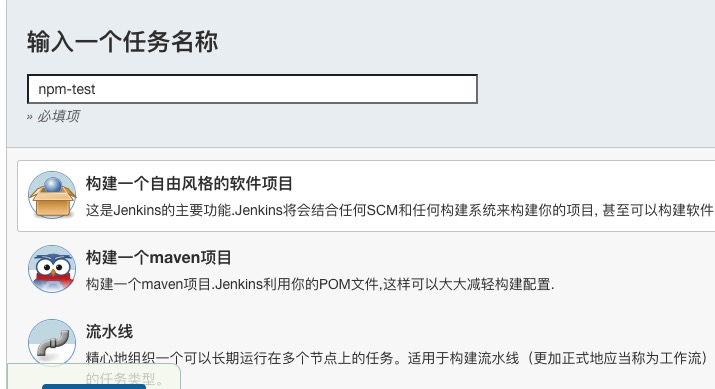 输入一个任务名称
npm-test
» 必填项
构建一个自由风格的软件项目
这是Jenkins的主要功能.Jenkins将会结合任何SCM和任何构建系统来构建你的项目, 甚至可以构建软件
构建一个maven项目
构建一个maven项目.Jenkins利用你的POM文件,这样可以大大减轻构建配置.
流水线
精心地组织一个可以长期运行在多个节点上的任务。适用于构建流水线（更加正式地应当称为工作流）
的任务类型。